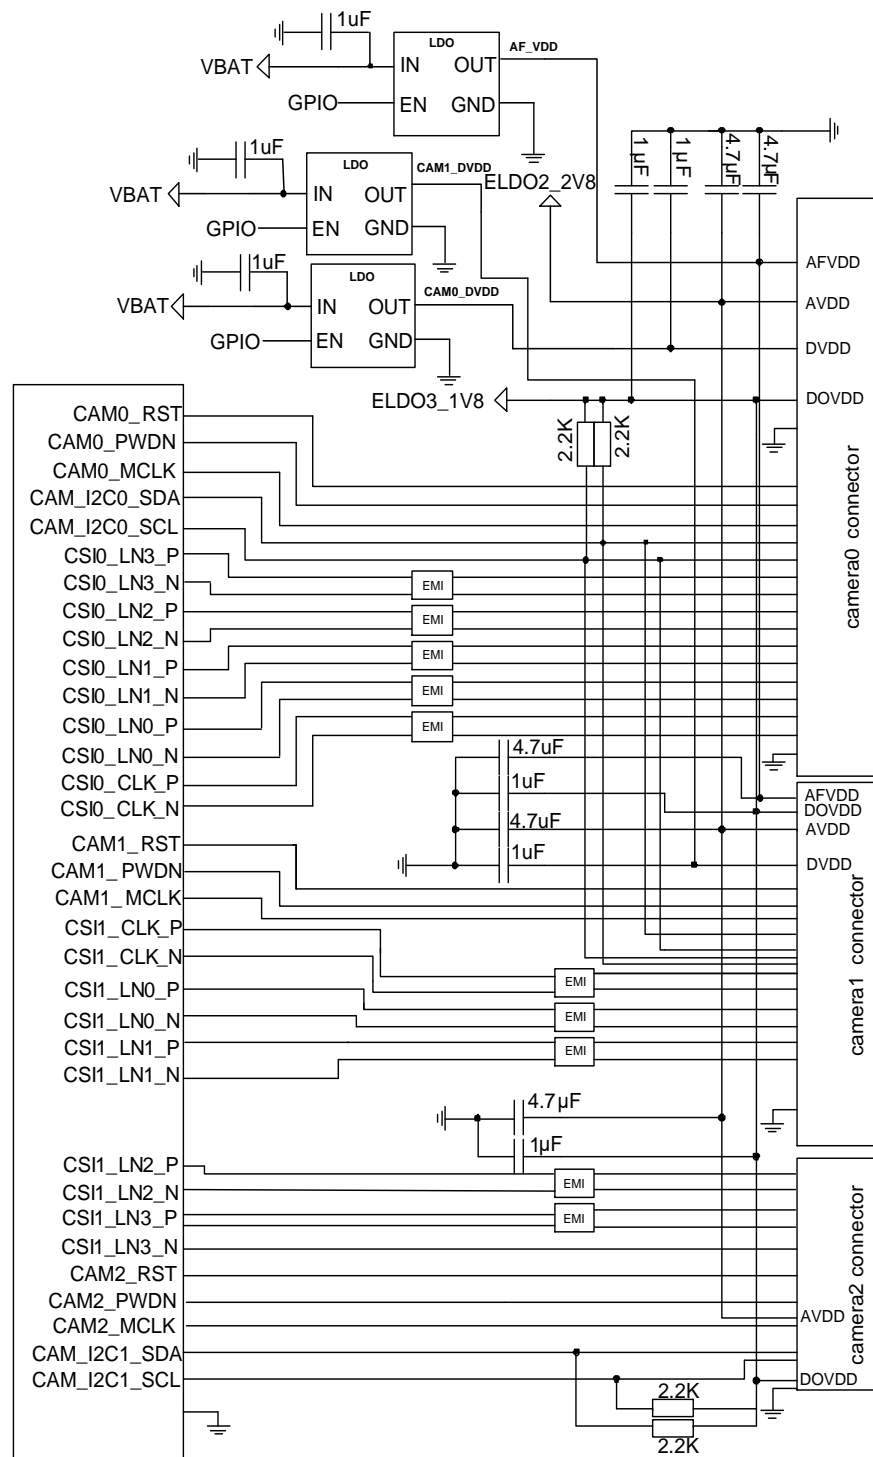 1uF
LDO
AF_VDD
VBAT
IN
OUT
GPIO
EN
GND
1uF
LDO
CAM1_DVDD
VBAT
IN
OUT
GPIO
EN
GND
1uF
LDO
CAM0_DVDD
VBAT
IN
OUT
GPIO
EN
GND
ELDO2_2V8
1µF
1µF
4.7µF
4.7µF
AFVDD
AVDD
DVDD
DOVDD
camera0 connector
ELDO3_1V8
2.2K
2.2K
CAM0_RST
CAM0_PWDN
CAM0_MCLK
CAM_I2C0_SDA
CAM_I2C0_SCL
CSI0_LN3_P
CSI0_LN3_N
EMI
CSI0_LN2_P
CSI0_LN2_N
EMI
CSI0_LN1_P
CSI0_LN1_N
EMI
CSI0_LN0_P
CSI0_LN0_N
EMI
CSI0_CLK_P
CSI0_CLK_N
EMI
4.7uF
1uF
4.7uF
1uF
AFVDD
DOVDD
AVDD
DVDD
camera1 connector
CAM1_RST
CAM1_PWDN
CAM1_MCLK
CSI1_CLK_P
CSI1_CLK_N
EMI
CSI1_LN0_P
CSI1_LN0_N
EMI
CSI1_LN1_P
CSI1_LN1_N
EMI
4.7µF
1µF
CSI1_LN2_P
CSI1_LN2_N
EMI
CSI1_LN3_P
CSI1_LN3_N
EMI
CAM2_RST
CAM2_PWDN
CAM2_MCLK
CAM_I2C1_SDA
CAM_I2C1_SCL
camera2 connector
AVDD
DOVDD
2.2K
2.2K